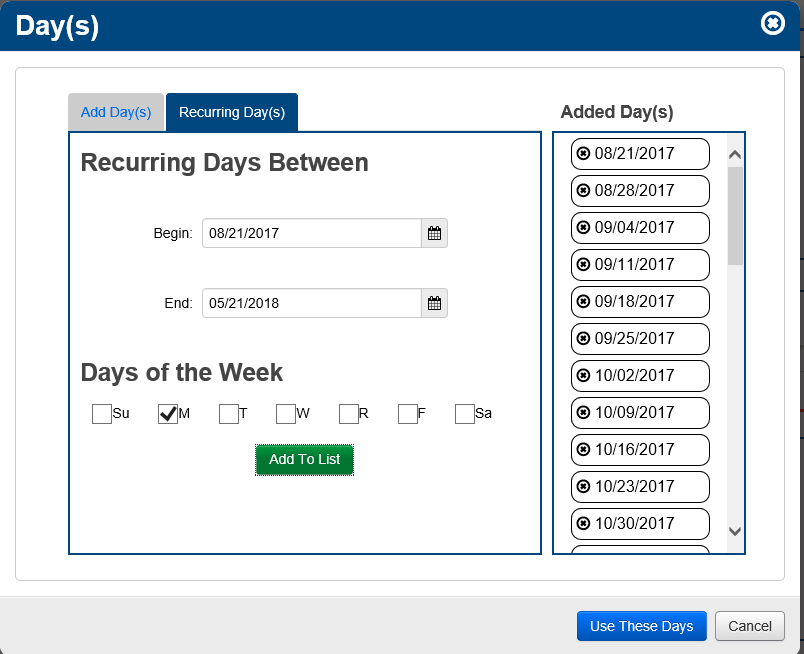 Day(s)
Add Day(s)
Recurring Day(s)
Recurring Days Between
Begin:
08/21/2017
End:
05/21/2018
Days of the Week
Su M T W R F Sa
Add To List
Added Day(s)
08/21/2017
08/28/2017
09/04/2017
09/11/2017
09/18/2017
09/25/2017
10/02/2017
10/09/2017
10/16/2017
10/23/2017
10/30/2017
Use These Days
Cancel